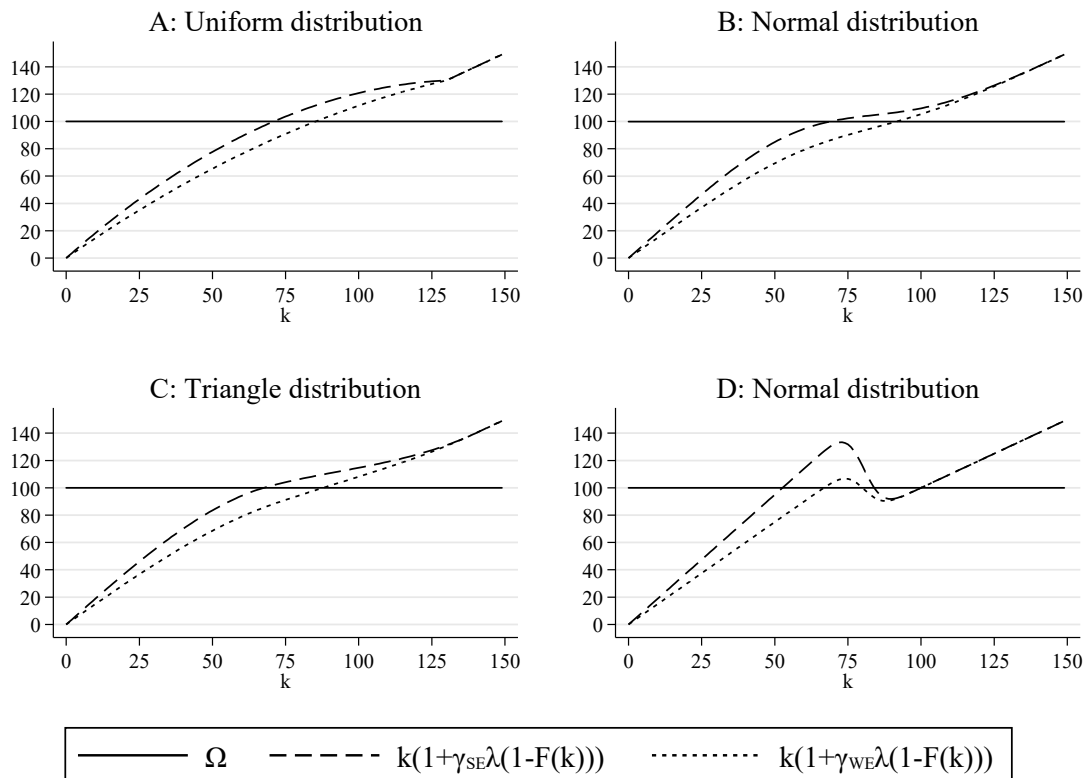 A: Uniform distribution
B: Normal distribution
140
120
100
80
60
40
20
0
0 25 50 75 100 125 150
k
140
120
100
80
60
40
20
0
0 25 50 75 100 125 150
k
C: Triangle distribution
D: Normal distribution
140
120
100
80
60
40
20
0
0 25 50 75 100 125 150
k
140
120
100
80
60
40
20
0
0 25 50 75 100 125 150
k
Ω k(1+γSEλ(1-F(k))) k(1+γWEλ(1-F(k)))